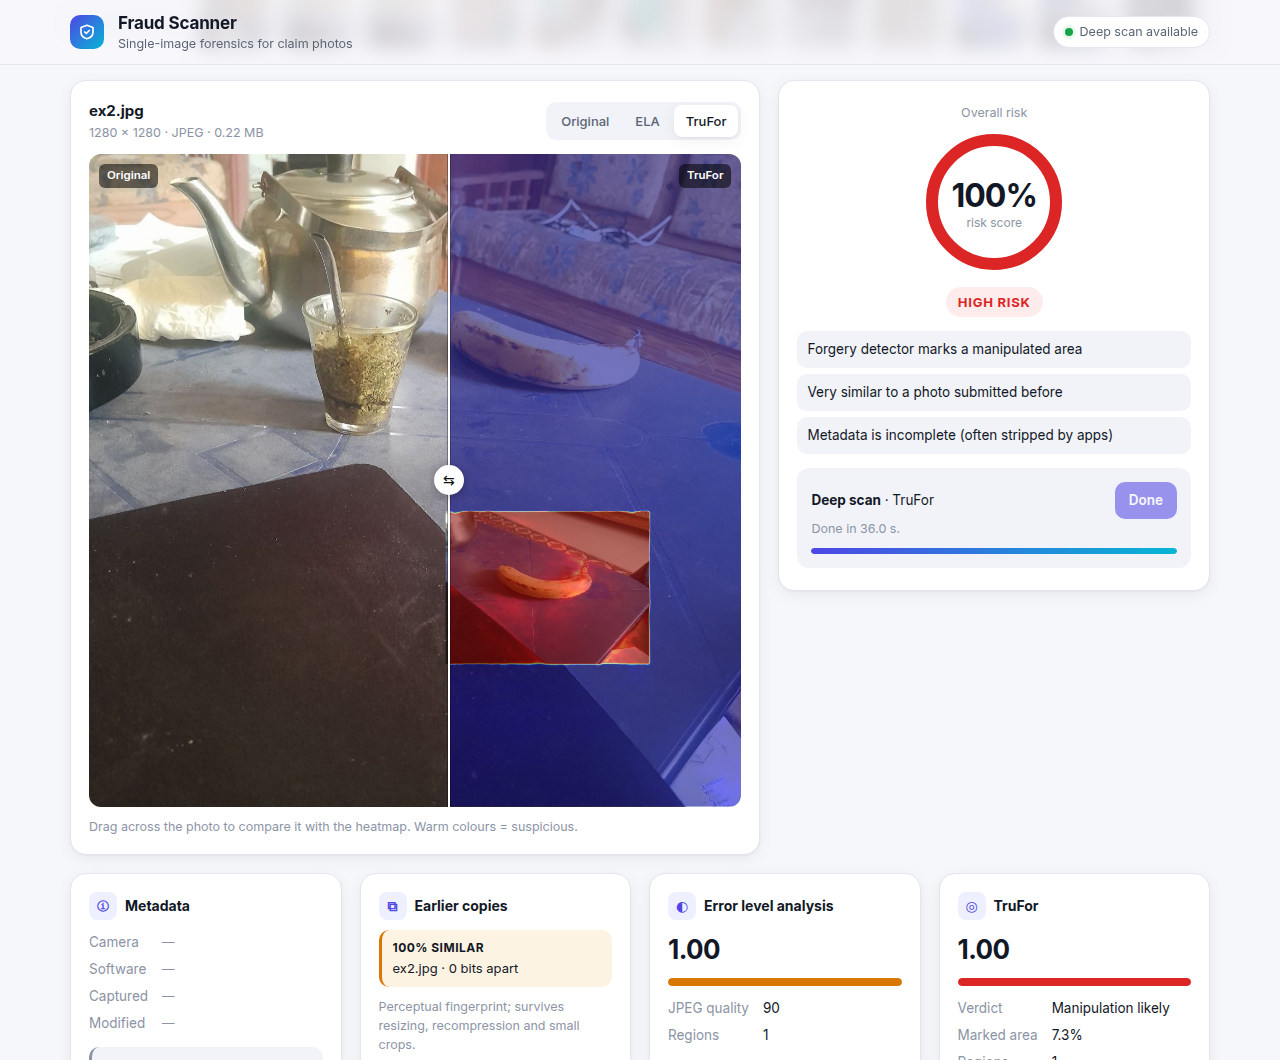 Fraud Scanner
Single-image forensics for claim photos
Deep scan available
ex2.jpg
1280 × 1280 · JPEG · 0.22 MB
Original
ELA
TruFor
Original
TruFor
Drag across the photo to compare it with the heatmap. Warm colours = suspicious.
Overall risk
100%
risk score
HIGH RISK
Forgery detector marks a manipulated area
Very similar to a photo submitted before
Metadata is incomplete (often stripped by apps)
Deep scan · TruFor
Done
Done in 36.0 s.
Metadata
Camera —
Software —
Captured —
Modified —
Earlier copies
100% SIMILAR
ex2.jpg · 0 bits apart
Perceptual fingerprint; survives
resizing, recompression and small
crops.
Error level analysis
1.00
JPEG quality 90
Regions 1
TruFor
1.00
Verdict Manipulation likely
Marked area 7.3%
Regions 1